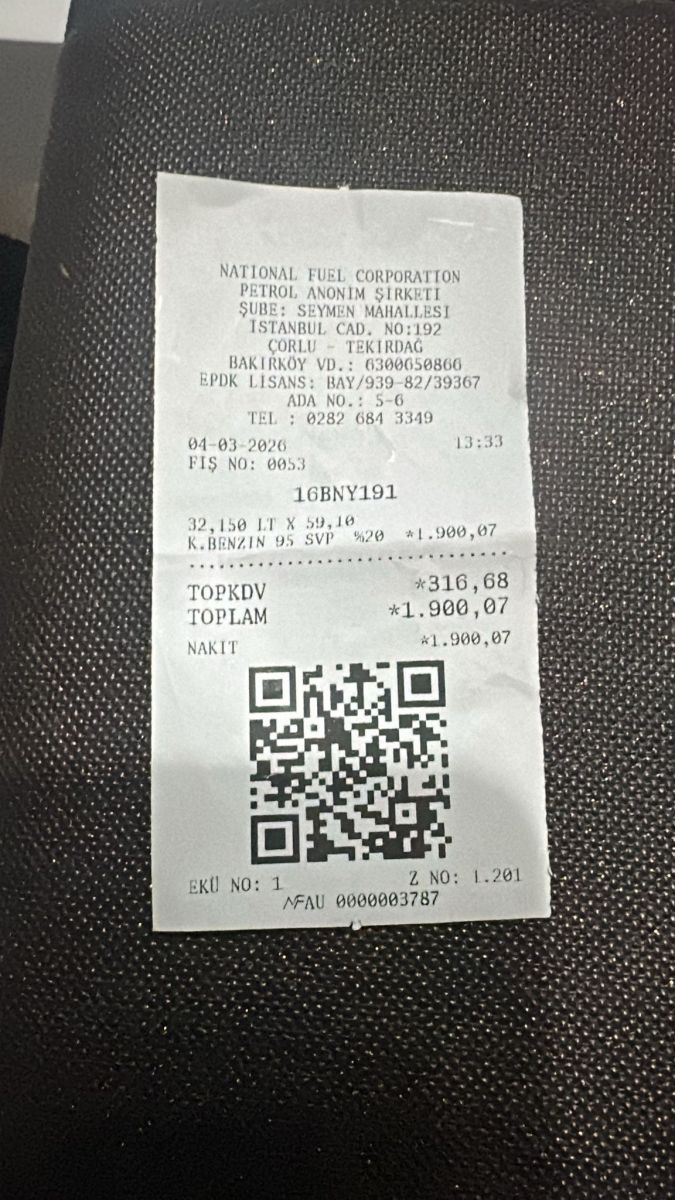 NATIONAL FUEL CORPORATION
PETROL ANONİM ŞİRKETİ
ŞUBE: SEYMEN MAHALLESİ
İSTANBUL CAD. NO:192
ÇORLU - TEKİRDAĞ
BAKIRKÖY VD.: 6300650866
EPDK LİSANS: BAY/939-82/39367
ADA NO.: 5-6
TEL : 0282 684 3349
04-03-2026 13:33
FİŞ NO: 0053
16BNY191
32,150 LT X 59,10
K.BENZİN 95 SVP %20 *1.900,07
TOPKDV *316,68
TOPLAM *1.900,07
NAKİT *1.900,07
EKÜ NO: 1 Z NO: 1.201
AU 0000003787